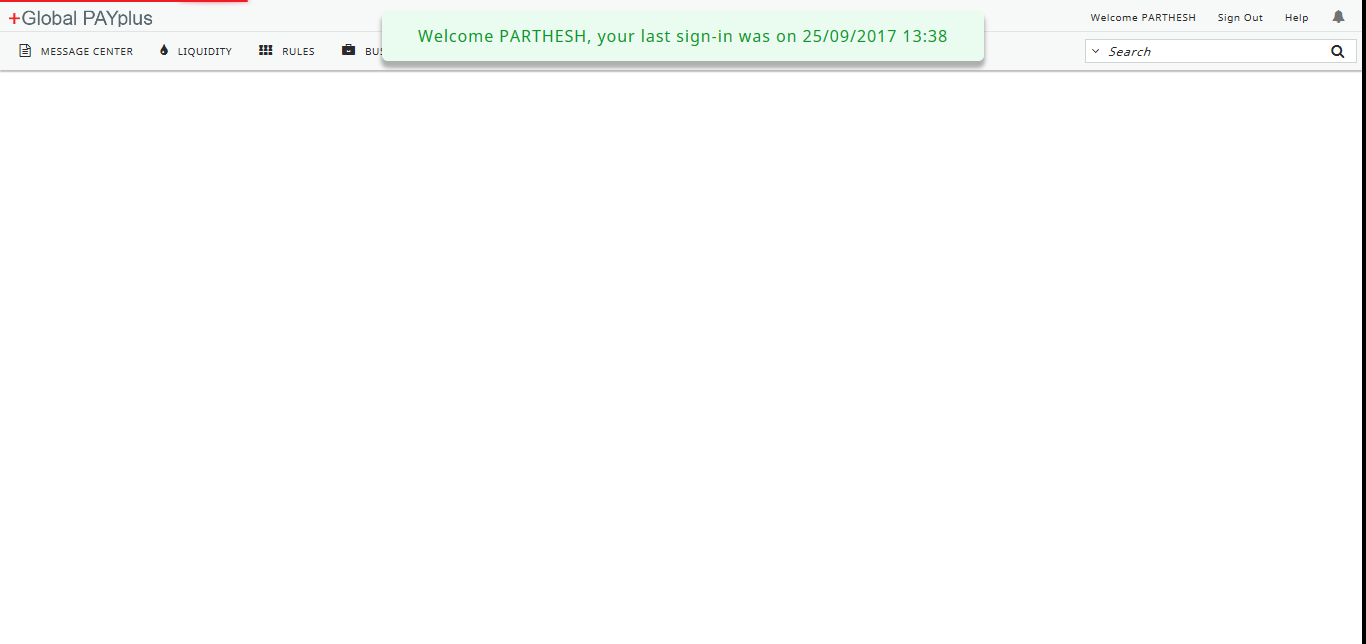 +Global PAYplus
Welcome PARTHESH, your last sign-in was on 25/09/2017 13:38
Welcome PARTHESH Sign Out Help
MESSAGE CENTER LIQUIDITY RULES
Search